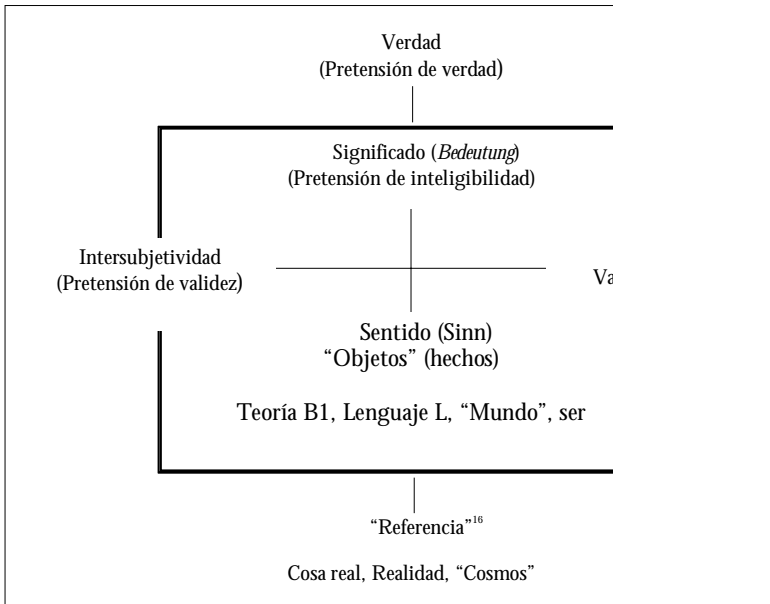 Verdad
(Pretensión de verdad)
Significado (Bedeutung)
(Pretensión de inteligibilidad)
Intersubjetividad
(Pretensión de validez)
Sentido (Sinn)
“Objetos” (hechos)
Teoría B1, Lenguaje L, “Mundo”, ser
“Referencia”16
Cosa real, Realidad, “Cosmos”